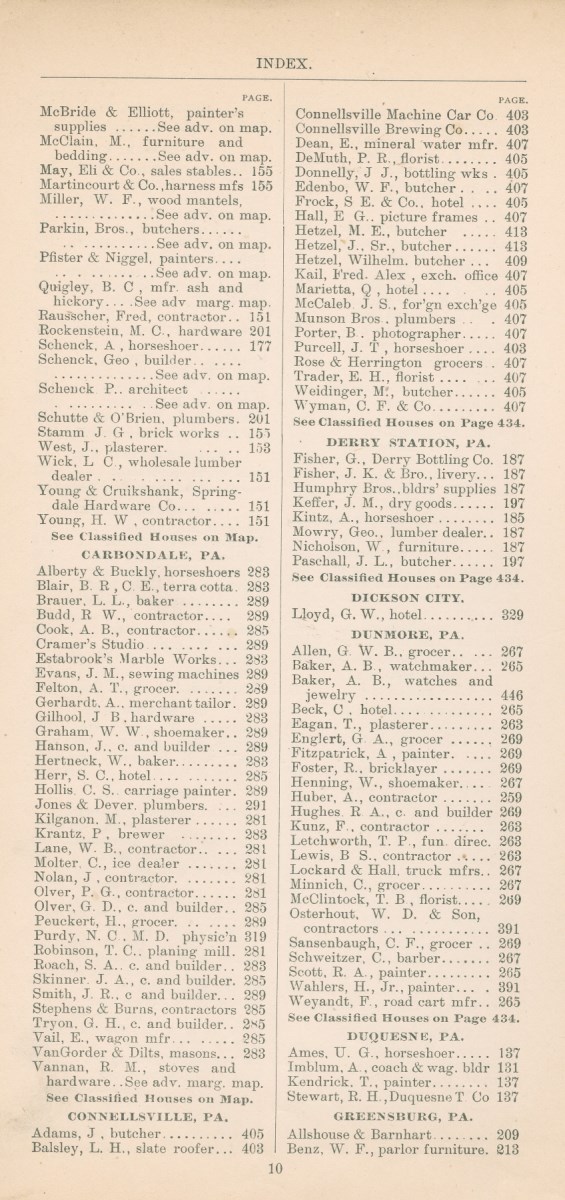 INDEX.
PAGE.
McBride & Elliott, painter's
supplies ......See adv. on map.
McClain, M., furniture and
bedding.......See adv. on map.
May, Eli & Co., sales stables.. 155
Martincourt & Co.,harness mfs 155
Miller, W. F., wood mantels,
..............See adv. on map.
Parkin, Bros., butchers......
.. ..........See adv. on map.
Pfister & Niggel, painters....
.. . .........See adv. on map.
Quigley, B. C , mfr. ash and
hickory. . . .See adv marg. map.
Rausscher, Fred, contractor.. 151
Rockenstein, M. C., hardware 201
Schenck, A , horseshoer...... 177
Schenck, Geo , builder.. ....
..............See adv. on map.
Schenck P.. architect .....
......... . ..See adv. on map.
Schutte & O'Brien, plumbers. 201
Stamm J. G , brick works .. 155
West, J., plasterer. ... .. 153
Wick, L C., wholesale lumber
dealer . .. .............. 151
Young & Cruikshank, Spring-
dale Hardware Co... ..... 151
Young, H. W , contractor.... 151
See Classified Houses on Map.
CARBONDALE, PA.
Alberty & Buckly, horseshoers 283
Blair, B. R , C. E., terra cotta. 283
Brauer, L. L., baker ........ 289
Budd, R W., contractor.... 289
Cook, A. B., contractor...... 285
Cramer's Studio .... ....... 289
Estabrook's Marble Works... 283
Evans, J. M., sewing machines 289
Felton, A. T., grocer. ....... 289
Gerhardt, A., merchant tailor. 289
Gilhool, J B , hardware ..... 283
Graham, W. W , shoemaker.. 289
Hanson, J., c. and builder ... 289
Hertneck, W., baker......... 283
Herr, S. C., hotel.... ....... 285
Hollis. C. S.. carriage painter. 289
Jones & Dever. plumbers. ... 291
Kilganon, M., plasterer ...... 281
Krantz, P , brewer ........ 283
Lane, W. B., contractor.. ... 281
Molter. C., ice dealer ....... 281
Nolan, J , contractor. ....... 281
Olver, P. G., contractor...... 281
Olver, G. D., c. and builder.. 285
Peuckert, H., grocer. .. .... 289
Purdy, N. C. M. D. physic'n 319
Robinson, T. C.. planing mill. 281
Roach, S. A.. c. and builder.. 283
Skinner. J. A., c. and builder. 285
Smith, J. R., c and builder... 289
Stephens & Burns, contractors 285
Tryon. G. H., c. and builder.. 285
Vail, E., wagon mfr... ...... 285
VanGorder & Dilts, masons... 283
Vannan, R. M., stoves and
hardware..See adv. marg. map.
See Classified Houses on Map.
CONNELLSVILLE, PA.
Adams, J , butcher.......... 405
Balsley, L. H., slate roofer... 403
PAGE.
Connellsville Machine Car Co 403
Connellsville Brewing Co..... 403
Dean, E., mineral water mfr. 407
DeMuth, P. R., florist........ 405
Donnelly, J J., bottling wks . 405
Edenbo, W. F., butcher . . . 407
Frock, S E. & Co., hotel .... 405
Hall, E G.. picture frames .. 407
Hetzel, M. E., butcher ..... 413
Hetzel, J., Sr., butcher...... 413
Hetzel, Wilhelm. butcher ... 409
Kail, Fred. Alex , exch. office 407
Marietta, Q , hotel.... . .. 405
McCaleb J. S., for'gn exch'ge 405
Munson Bros , plumbers .. . 407
Porter, B . photographer..... 407
Purcell, J. T , horseshoer .... 403
Rose & Herrington grocers . 407
Trader, E. H., florist .... ... 407
Weidinger, M., butcher...... 405
Wyman, C. F. & Co......... 407
See Classified Houses on Page 434.
DERRY STATION, PA.
Fisher, G., Derry Bottling Co. 187
Fisher, J. K. & Bro., livery... 187
Humphry Bros., bldrs' supplies 187
Keffer, J. M., dry goods...... 197
Kintz, A., horseshoer ........ 185
Mowry, Geo., lumber dealer.. 187
Nicholson, W , furniture..... 187
Paschall, J. L., butcher...... 197
See Classified Houses on Page 434.
DICKSON CITY.
Lloyd, G. W., hotel.......... 329
DUNMORE, PA.
Allen, G W. B., grocer.. ... 267
Baker, A. B , watchmaker... 265
Baker, A. B., watches and
jewelry .................. 446
Beck, C , hotel.............. 265
Eagan, T., plasterer......... 263
Englert, G A., grocer ...... 269
Fitzpatrick, A , painter. .... 269
Foster, R., bricklayer ....... 269
Henning, W., shoemaker... 267
Huber, A., contractor ........ 259
Hughes R A., c. and builder 269
Kunz, F., contractor ....... 263
Letchworth, T. P., fun. direc. 263
Lewis, B S., contractor ..... 263
Lockard & Hall, truck mfrs.. 267
Minnich, C., grocer.......... 267
McClintock, T. B , florist.... . 269
Osterhout, W. D. & Son,
contractors ............... 391
Sansenbaugh, C. F., grocer .. 269
Schweitzer, C., barber....... 267
Scott, R. A., painter......... 265
Wahlers, H., Jr., painter.... 391
Weyandt, F., road cart mfr.. 265
See Classified Houses on Page 434.
DUQUESNE, PA.
Ames, U. G., horseshoer..... 137
Imblum, A., coach & wag. bldr 131
Kendrick, T., painter........ 137
Stewart, R. H.,Duquesne T Co 137
GREENSBURG, PA.
Allshouse & Barnhart........ 209
Benz, W. F., parlor furniture. 213
10